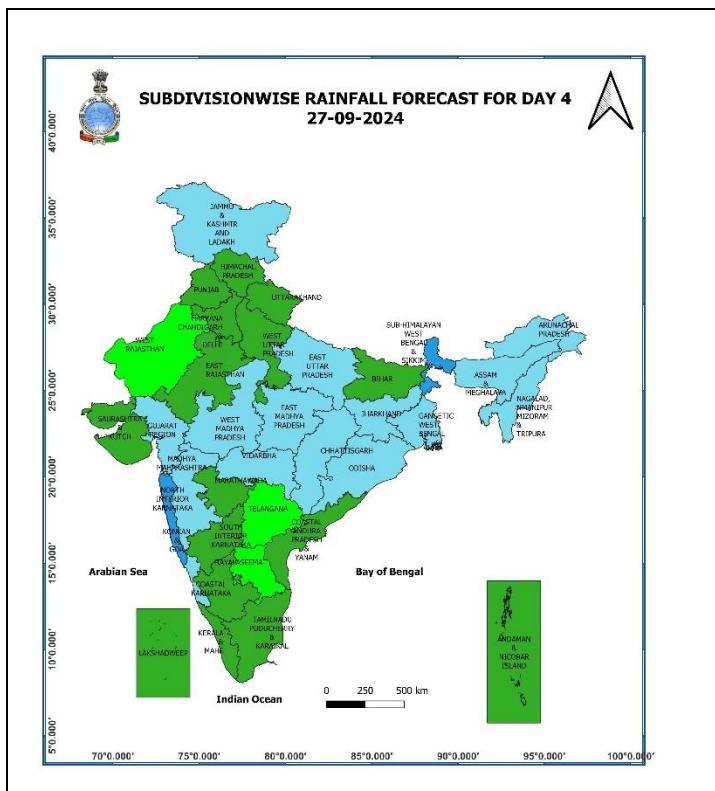 SUBDIVISIONWISE RAINFALL FORECAST FOR DAY 4
27-09-2024
40°0.000'
35°0.000'
30°0.000'
25°0.000'
20°0.000'
15°0.000'
10°0.000'
5°0.000'
JAMMU
&
KASHMIR
AND
LADAKH
HIMACHAL
PRADESH
PUNJAB
UTTARAKHAND
HARYANA
CHANDIGARH
&
DELHI
WEST
RAJASTHAN
WEST
UTTAR
PRADESH
EAST
RAJASTHAN
EAST
UTTAR
PRADESH
SUB-HIMALAYAN
WEST
BENGAL
&
SIKKIM
ARUNACHAL
PRADESH
BIHAR
ASSAM
&
MEGHALAYA
NAGALAD,
MANIPUR
MIZORAM
&
TRIPURA
SAURASHTRA
&
KUTCH
GUJARAT
REGION
WEST
MADHYA
PRADESH
EAST
MADHYA
PRADESH
JHARKHAND
GANGETIC
WEST
BENGAL
CHHATISGARH
ODISHA
VIDARBHA
MADHYA
MAHARASHTRA
MARATHAWADA
NORTH
INTERIOR
KARNATAKA
KONKAN
&
GOA
TELANGANA
SOUTH
INTERIOR
KARNATAKA
COASTAL
ANDHRA
PRADESH
&
YANAM
RAYALASEEMA
COASTAL
KARNATAKA
TAMILNADU
PUDUCHERRY
&
KARAIKAL
KERALA
&
MAHE
LAKSHADWEEP
ANDAMAN
&
NICOBAR
ISLAND
Arabian Sea
Bay of Bengal
Indian Ocean
0 250 500 km
70°0.000' 75°0.000' 80°0.000' 85°0.000' 90°0.000' 95°0.000' 100°0.000'